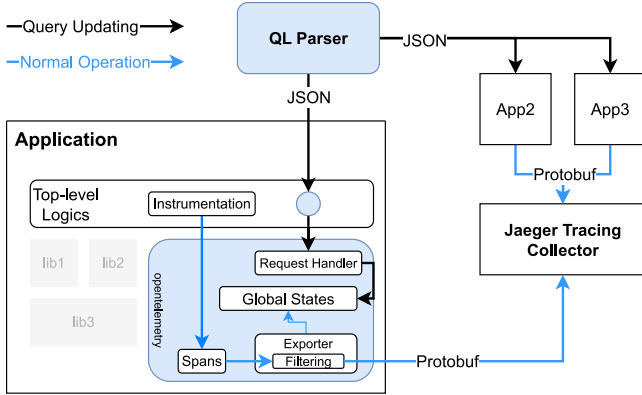 Query Updating
Normal Operation
QL Parser
JSON
JSON
App2
App3
Protobuf
Jaeger Tracing
Collector
Application
Top-level
Logics
Instrumentation
lib1
lib2
lib3
opentelemetry
Request Handler
Global States
Exporter
Filtering
Spans
Protobuf